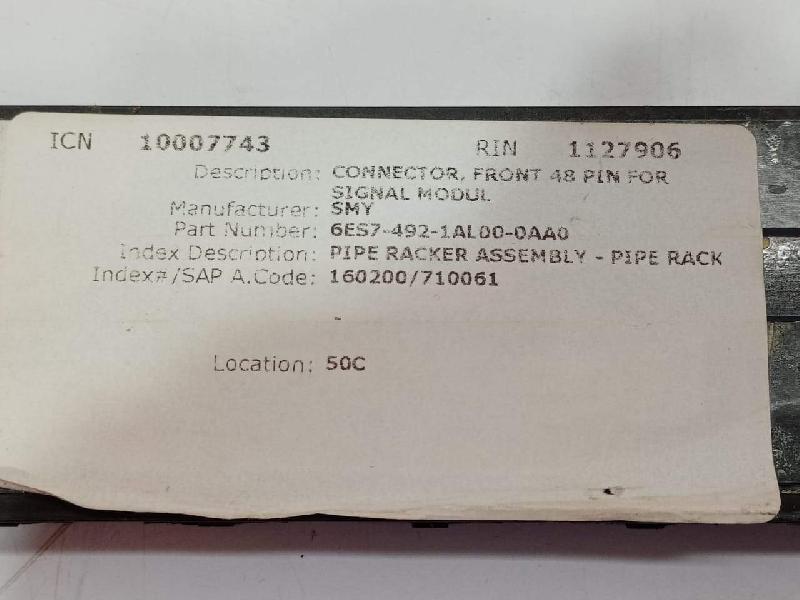 ICN 10007743 RIN 1127906
Description: CONNECTOR, FRONT 48 PIN FOR
SIGNAL MODUL
Manufacturer: SMY
Part Number: 6ES7-492-1AL00-0AA0
Index Description: PIPE RACKER ASSEMBLY - PIPE RACK
Index#/SAP A.Code: 160200/710061
Location: 50C